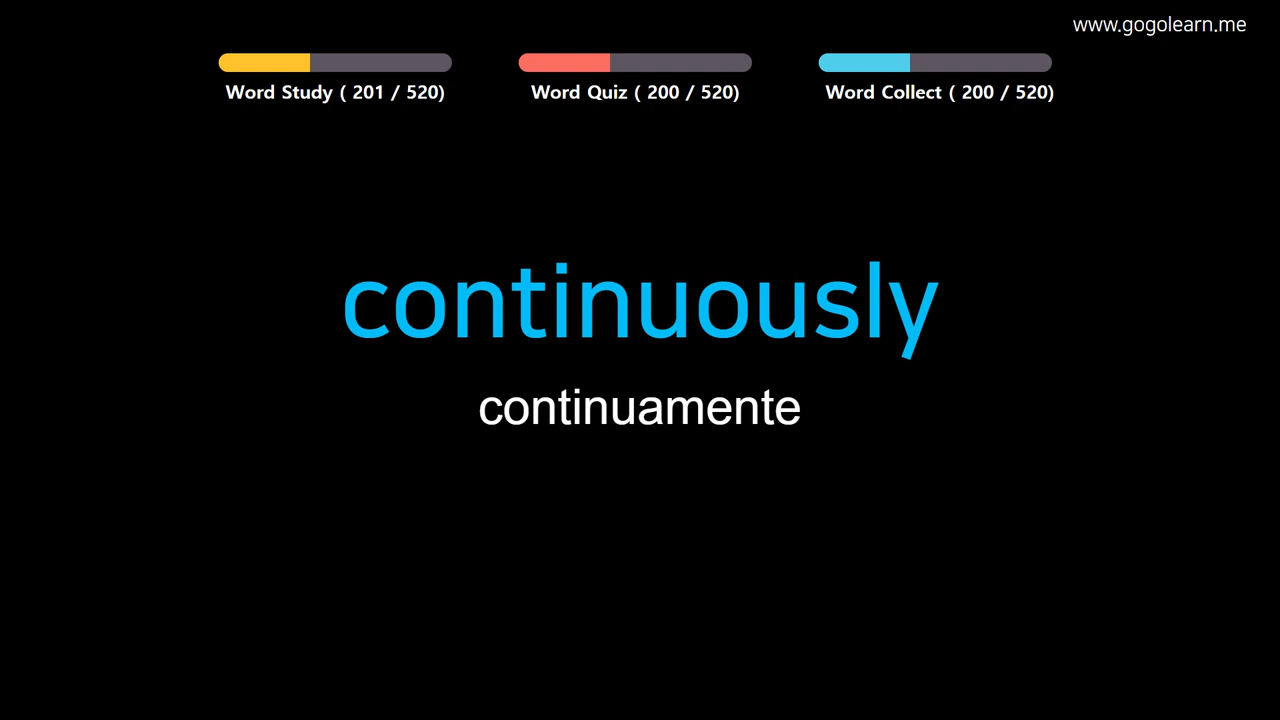 www.gogolearn.me
Word Study ( 201 / 520)
Word Quiz ( 200 / 520)
Word Collect ( 200 / 520)
continuously
continuamente